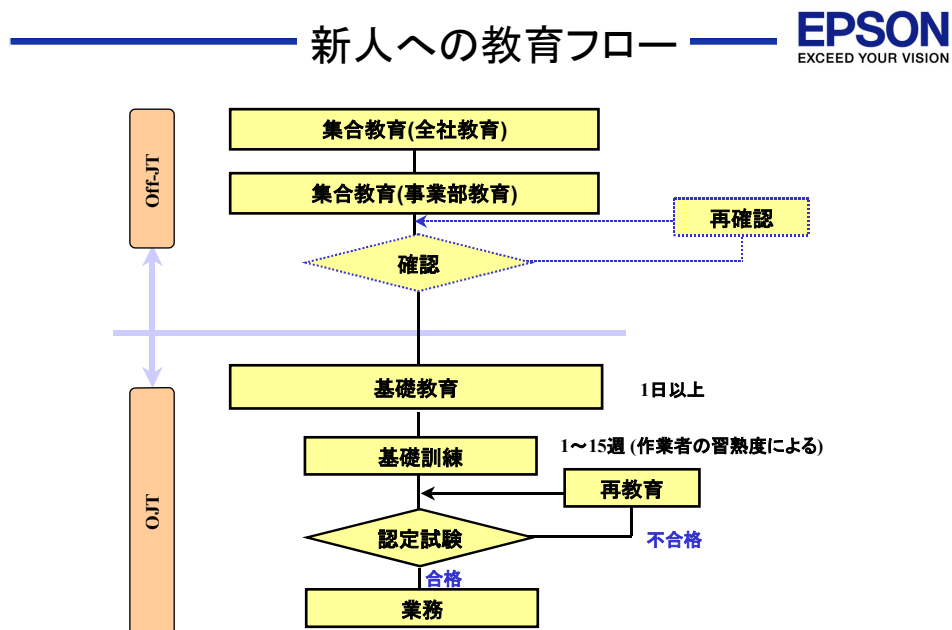 新人への教育フロー
EPSON
EXCEED YOUR VISION
Off-JT
集合教育(全社教育)
集合教育(事業部教育)
再確認
確認
OJT
基礎教育
1日以上
基礎訓練
1～15週 (作業者の習熟度による)
再教育
認定試験
不合格
合格
業務